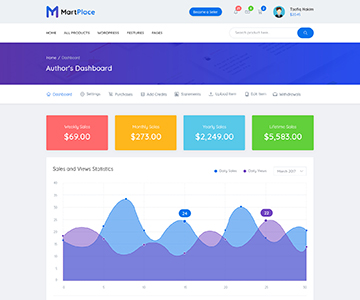 MartPlace
Become a Seller
$20.45
HOME ALL PRODUCTS WORDPRESS FEATURES PAGES
Search product here...
Home / Dashboard
Author's Dashboard
Dashboard Settings Purchases Add Credits Statements Upload Item Edit Item Withdrawals
Weekly Sales Monthly Sales Yearly Sales Lifetime Sales
$69.00 $273.00 $2,249.00 $5,583.00
Sales and Views Statistics
Daily Sales Daily Views March 2017
24 22